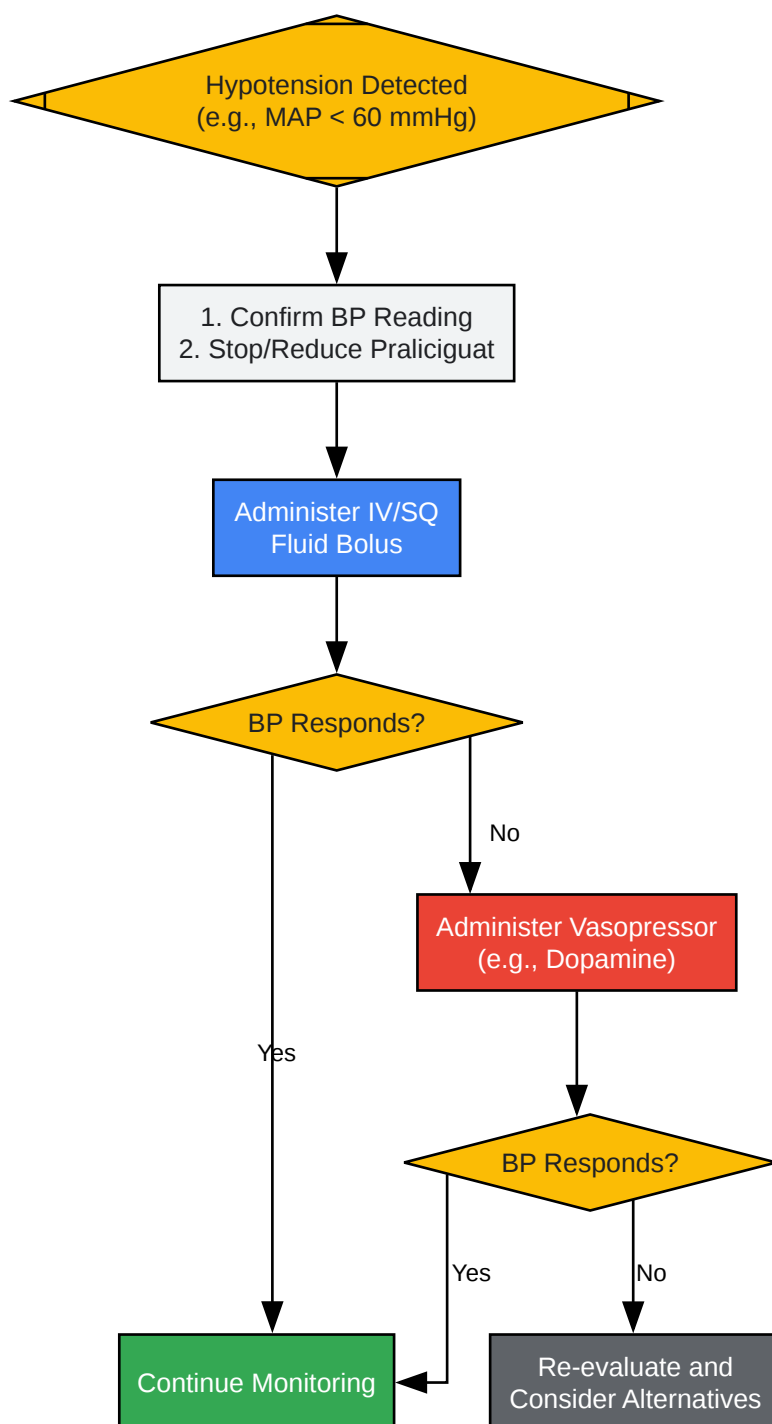 Hypotension Detected
(e.g., MAP < 60 mmHg)
1. Confirm BP Reading
2. Stop/Reduce Praliciguat
Administer IV/SQ
Fluid Bolus
BP Responds?
No
Administer Vasopressor
(e.g., Dopamine)
Yes
BP Responds?
Yes
No
Continue Monitoring
Re-evaluate and
Consider Alternatives